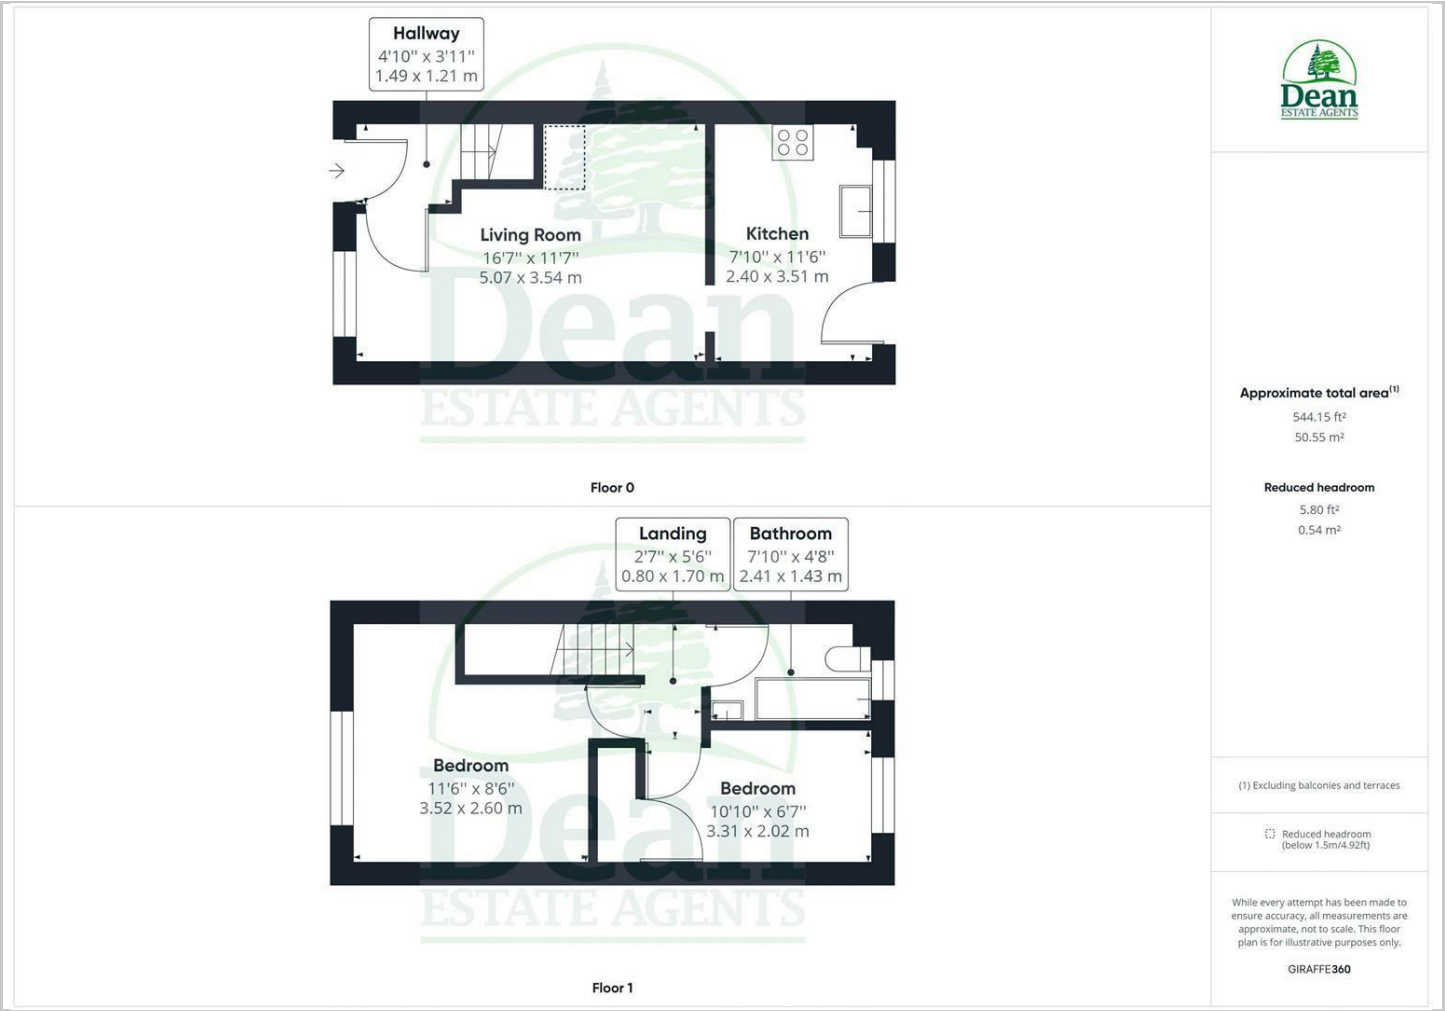 Hallway
4'10" x 3'11"
1.49 x 1.21 m
Living Room
16'7" x 11'7"
5.07 x 3.54 m
Kitchen
7'10" x 11'6"
2.40 x 3.51 m
Dean
ESTATE AGENTS
Floor 0
Landing
2'7" x 5'6"
0.80 x 1.70 m
Bathroom
7'10" x 4'8"
2.41 x 1.43 m
Bedroom
11'6" x 8'6"
3.52 x 2.60 m
Bedroom
10'10" x 6'7"
3.31 x 2.02 m
Dean
ESTATE AGENTS
Floor 1
Dean
ESTATE AGENTS
Approximate total area(1)
544.15 ft²
50.55 m²
Reduced headroom
5.80 ft²
0.54 m²
(1) Excluding balconies and terraces
Reduced headroom
(below 1.5m/4.92ft)
While every attempt has been made to
ensure accuracy, all measurements are
approximate, not to scale. This floor
plan is for illustrative purposes only.
GIRAFFE360